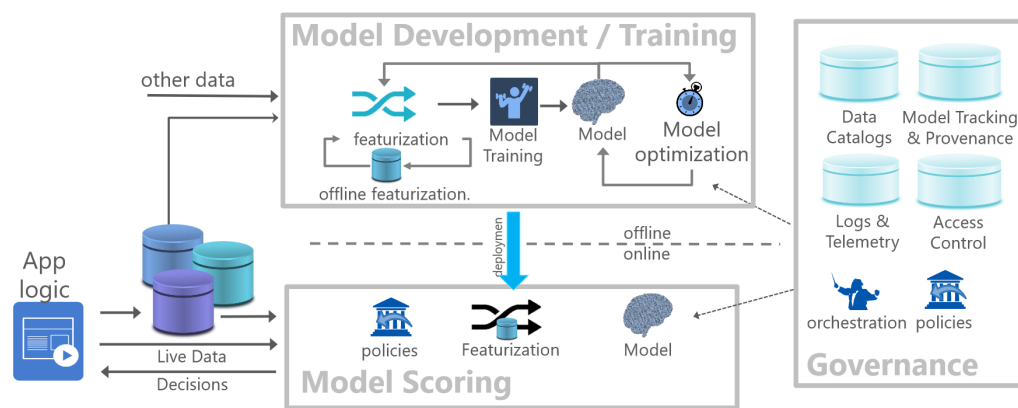 Model Development / Training
other data
featurization
Model
Training
Model
Model
optimization
offline featurization.
deploymen
offline
online
App
logic
Live Data
Decisions
policies
Featurization
Model
Model Scoring
Data
Catalogs
Model Tracking
& Provenance
Logs &
Telemetry
Access
Control
orchestration
policies
Governance